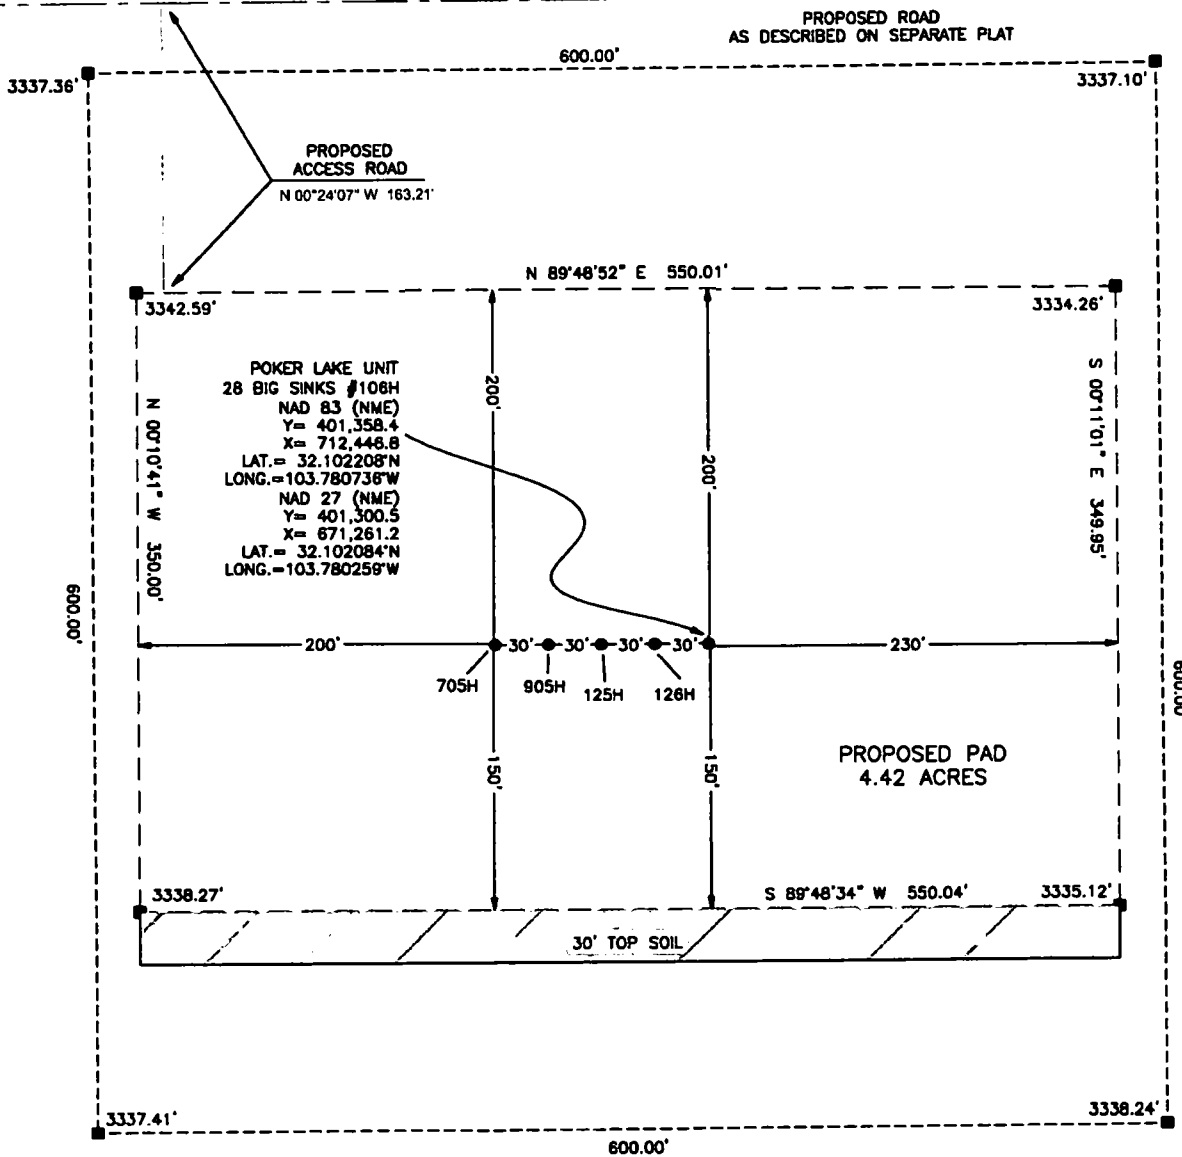 PROPOSED ROAD
AS DESCRIBED ON SEPARATE PLAT
600.00'
3337.36'
3337.10'
PROPOSED
ACCESS ROAD
N 00°24'07" W 163.21'
N 89°48'52" E 550.01'
3342.59'
3334.26'
POKER LAKE UNIT
28 BIG SINKS #106H
NAD 83 (NME)
Y= 401,358.4
X= 712,446.8
LAT.= 32.102208°N
LONG.=103.780736°W
NAD 27 (NME)
Y= 401,300.5
X= 671,261.2
LAT.= 32.102084°N
LONG.=103.780259°W
N 00°10'41" W 350.00'
200'
200'
S 00°11'01" E 349.95'
600.00'
600.00'
200'
30'
30'
30'
30'
230'
705H
905H
125H
126H
150'
150'
PROPOSED PAD
4.42 ACRES
3338.27'
S 89°48'34" W 550.04'
3335.12'
30' TOP SOIL
3337.41'
3338.24'
600.00'